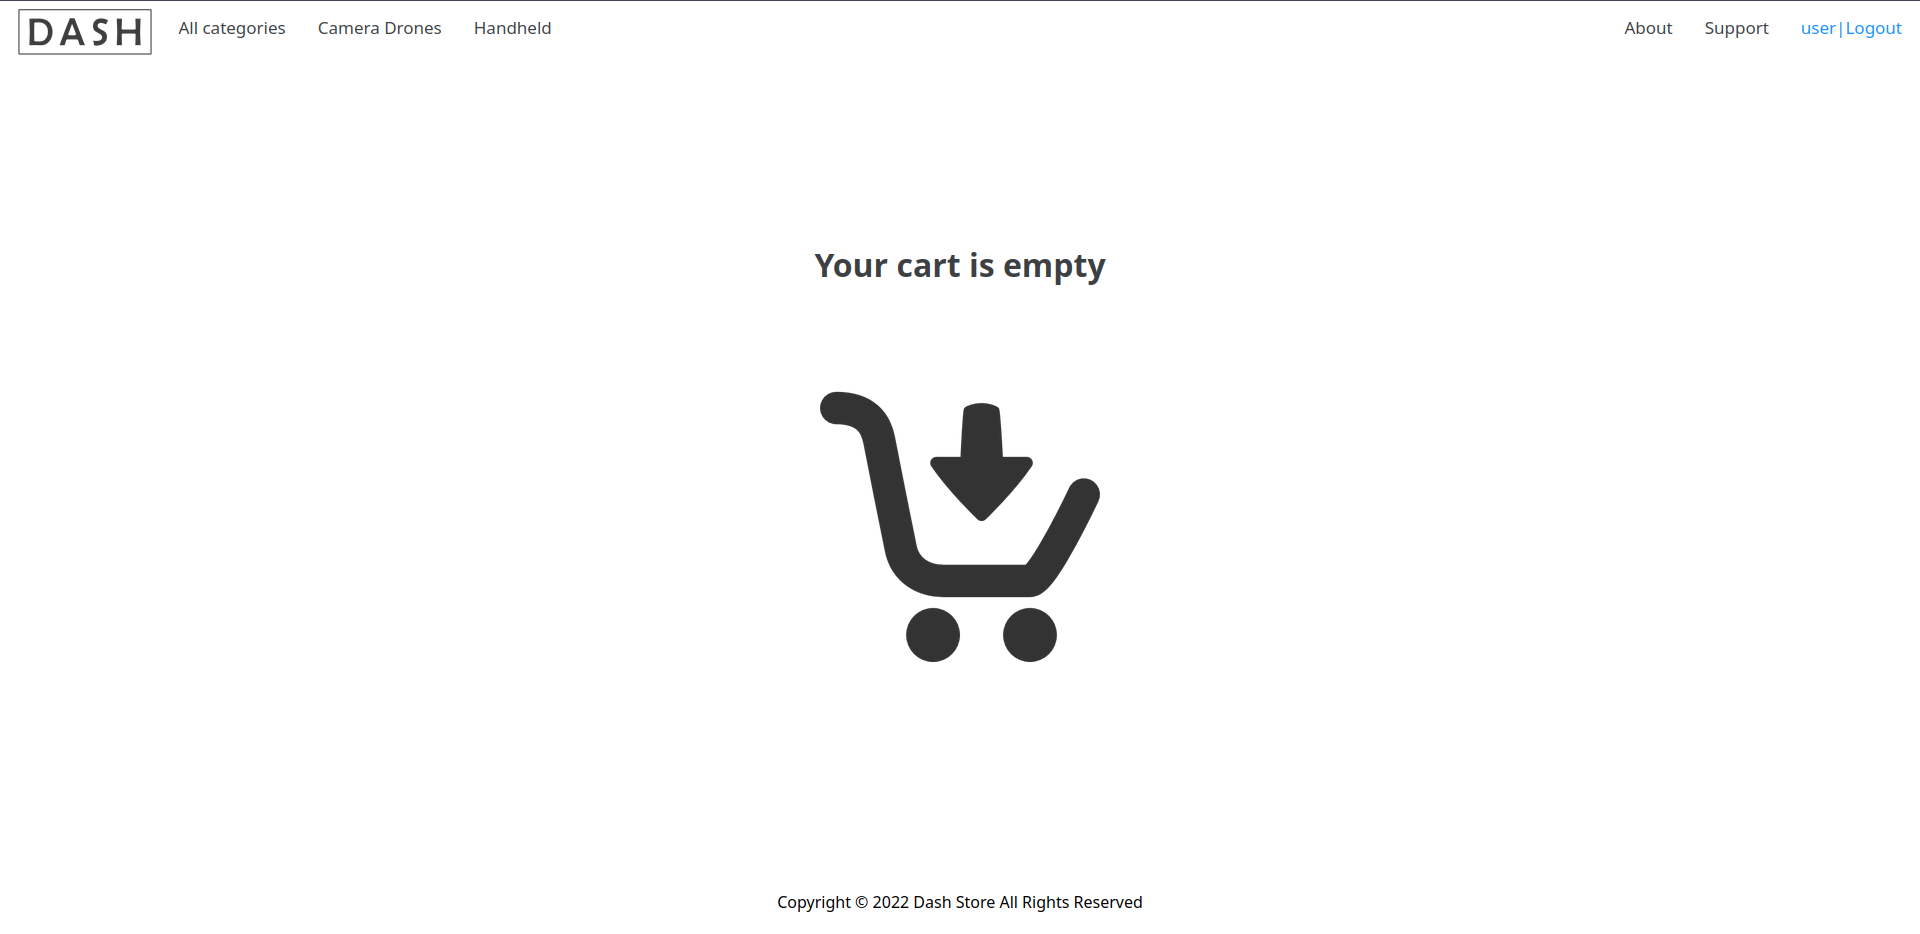 DASH All categories Camera Drones Handheld About Support user|Logout
Your cart is empty
Copyright © 2022 Dash Store All Rights Reserved